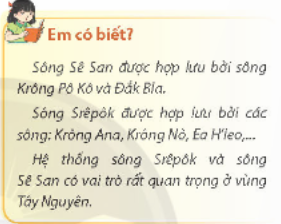 Em có biết?
Sông Sê San được hợp lưu bởi sông
Krông Pô Kô và Đắk Bla.
Sông Srêpôk được hợp lưu bởi các
sông: Krông Ana, Krông Nô, Ea H'leo,...
Hệ thống sông Srêpôk và sông
Sê San có vai trò rất quan trọng ở vùng
Tây Nguyên.